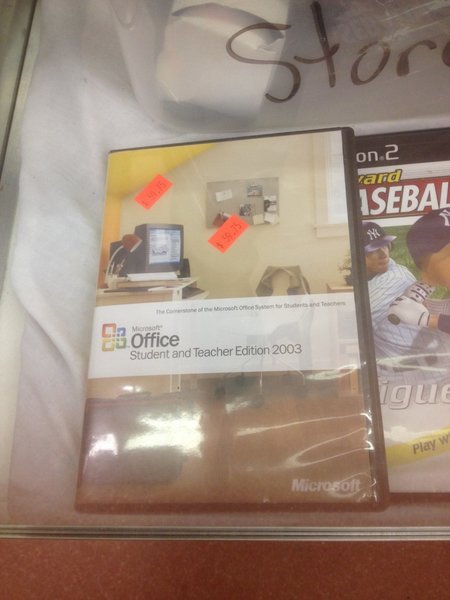 Stor
on 2
ard
ASEBAL
The Cornerstone of the Microsoft Office System for Students and Teachers
Microsoft®
Office
Student and Teacher Edition 2003
igue
Play w
Microsoft